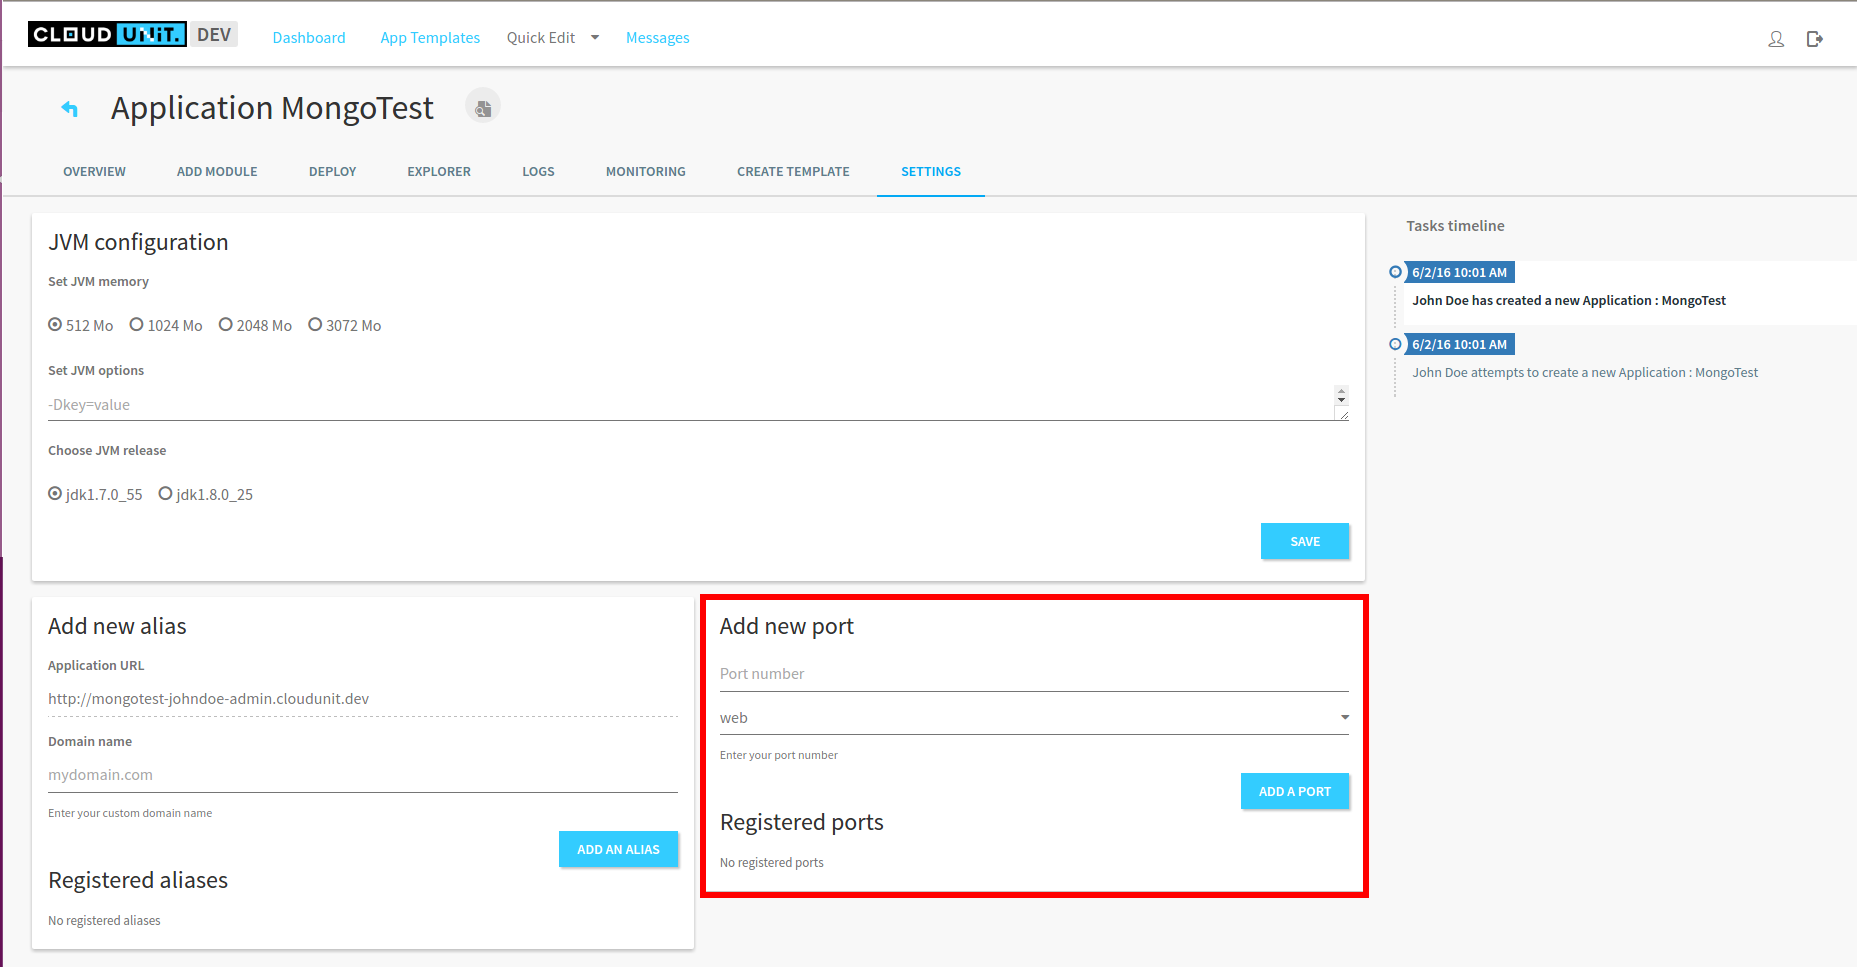 CLOUD UNIT. DEV Dashboard App Templates Quick Edit Messages
Application MongoTest
OVERVIEW ADD MODULE DEPLOY EXPLORER LOGS MONITORING CREATE TEMPLATE SETTINGS
JVM configuration
Set JVM memory
512 Mo 1024 Mo 2048 Mo 3072 Mo
Set JVM options
-Dkey=value
Choose JVM release
jdk1.7.0_55 jdk1.8.0_25
SAVE
Add new alias
Application URL
http://mongotest-johndoe-admin.cloudunit.dev
Domain name
mydomain.com
Enter your custom domain name
ADD AN ALIAS
Registered aliases
No registered aliases
Add new port
Port number
web
Enter your port number
ADD A PORT
Registered ports
No registered ports
Tasks timeline
6/2/16 10:01 AM
John Doe has created a new Application : MongoTest
6/2/16 10:01 AM
John Doe attempts to create a new Application : MongoTest